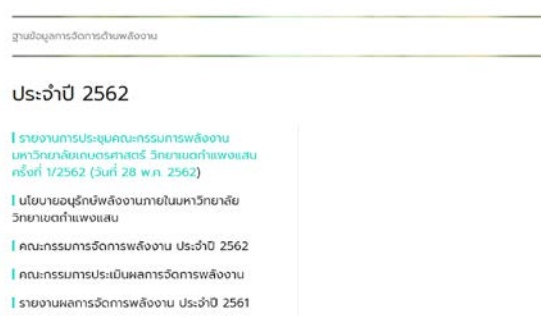 ฐานข้อมูลการจัดการด้านพลังงาน
ประจำปี 2562
รายงานการประชุมคณะกรรมการพลังงาน
มหาวิทยาลัยเกษตรศาสตร์ วิทยาเขตกำแพงแสน
ครั้งที่ 1/2562 (วันที่ 28 พ.ค. 2562)
นโยบายอนุรักษ์พลังงานภายในมหาวิทยาลัย
วิทยาเขตกำแพงแสน
คณะกรรมการจัดการพลังงาน ประจำปี 2562
คณะกรรมการประเมินผลการจัดการพลังงาน
รายงานผลการจัดการพลังงาน ประจำปี 2561